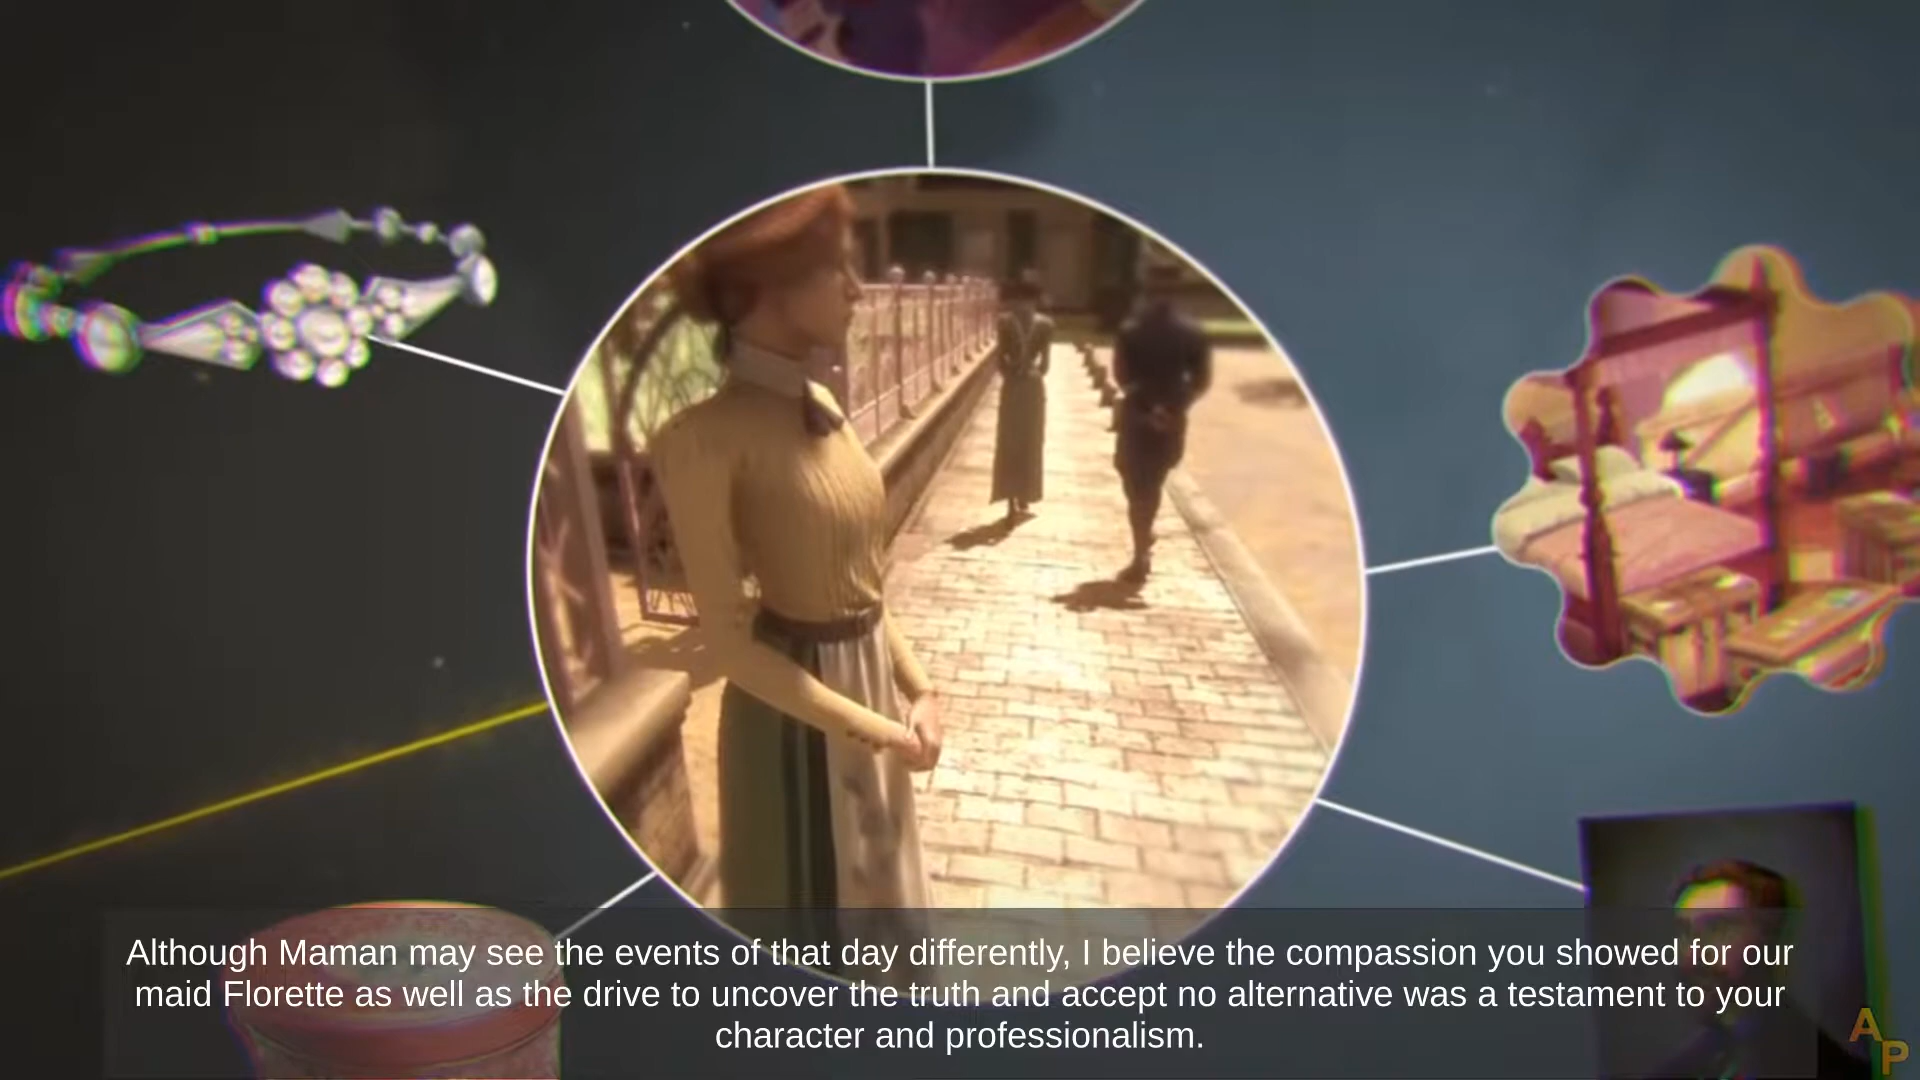 Although Maman may see the events of that day differently, I believe the compassion you showed for our
maid Florette as well as the drive to uncover the truth and accept no alternative was a testament to your
character and professionalism.
A
P